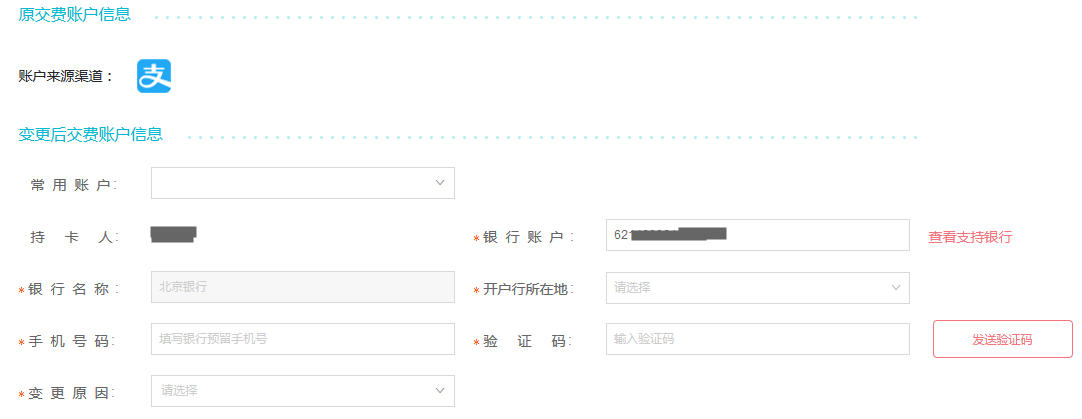 原交费账户信息
账户来源渠道： 支
变更后交费账户信息
常用账户:
持卡人: *银行账户: 62 查看支持银行
*银行名称: 北京银行 *开户行所在地: 请选择
*手机号码: 填写银行预留手机号 *验证码: 输入验证码 发送验证码
*变更原因: 请选择